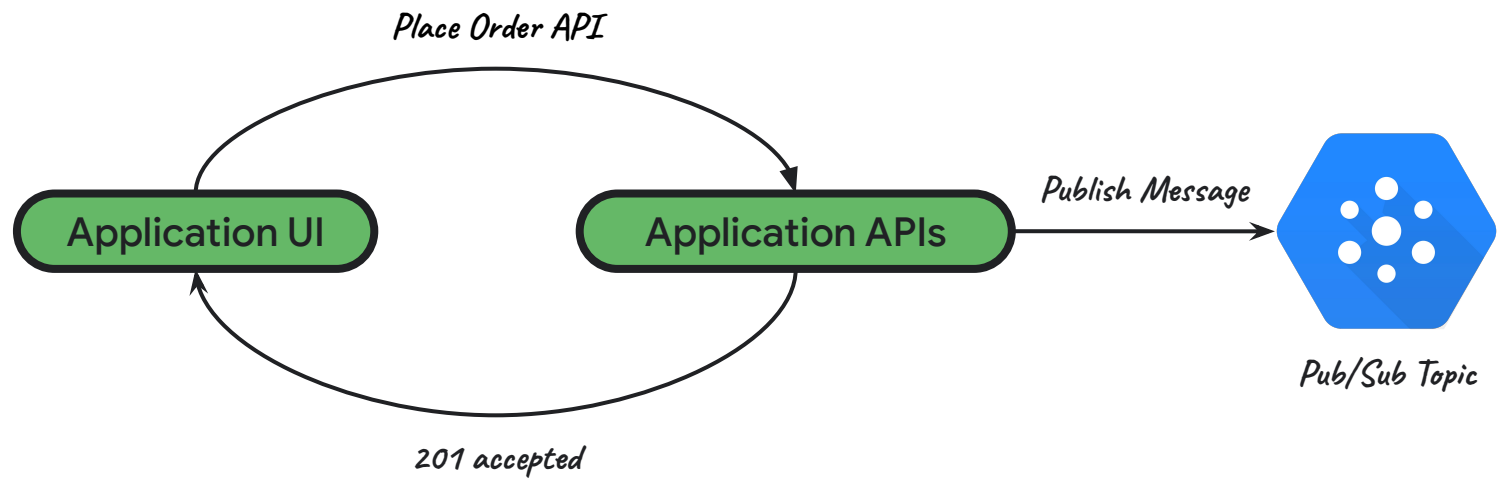 Place Order API
Application UI
Application APIs
Publish Message
Pub/Sub Topic
201 accepted